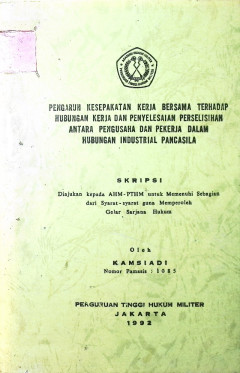 PENGARUH KESEPAKATAN KERJA BERSAMA TERHADAP
HUBUNGAN KERJA DAN PENYELESAIAN PERSELISIHAN
ANTARA PENGUSAHA DAN PEKERJA DALAM
HUBUNGAN INDUSTRIAL PANCASILA
SKRIPSI
Diajukan kepada AHM-PTHM untuk Memenuhi Sebagian
dari Syarat-syarat guna Memperoleh
Gelar Sarjana Hukum
Oleh
KAMSIADI
Nomor Pamasis : 1085
PERGURUAN TINGGI HUKUM MILITER
JAKARTA
1992